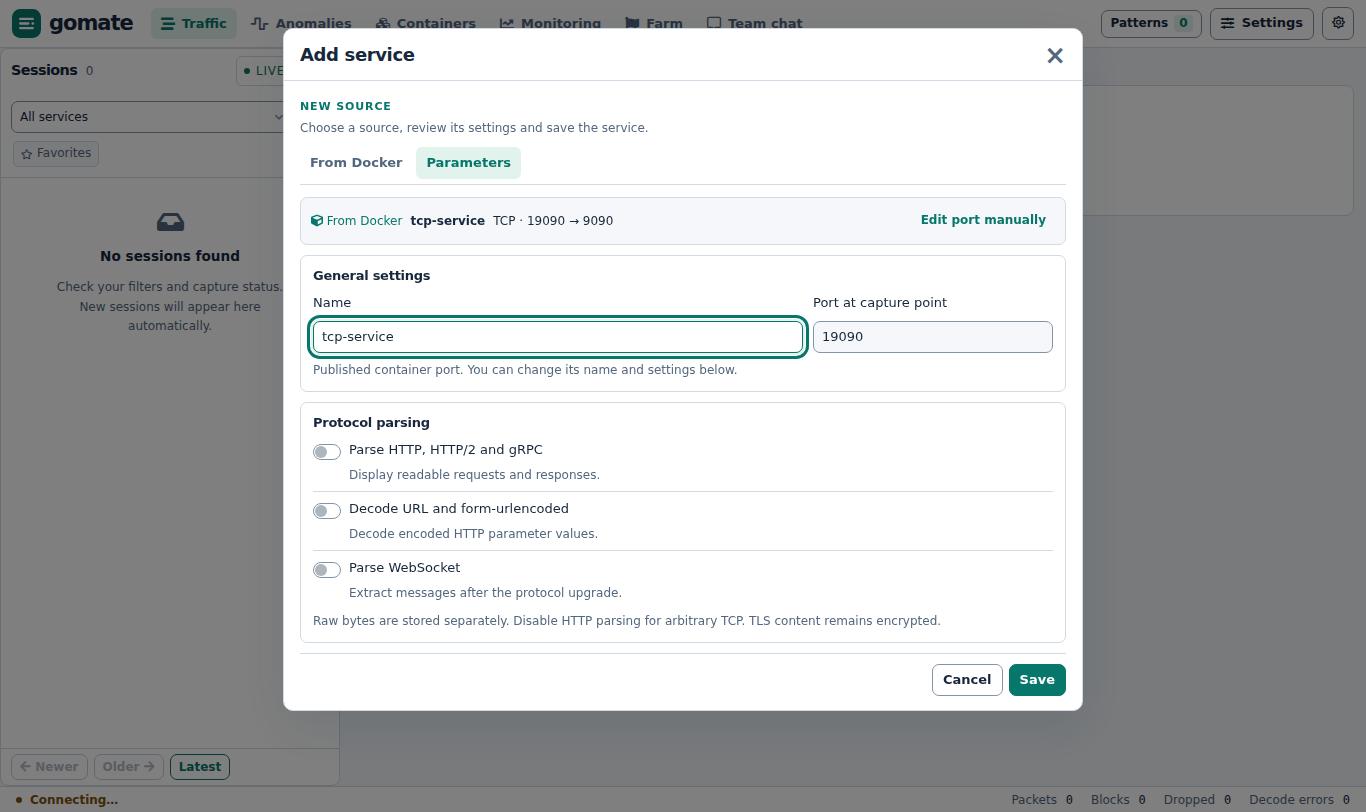 gomate
Traffic
Anomalies
Containers
Monitoring
Farm
Team chat
Patterns 0
Settings
Sessions 0
LIVE
All services
Favorites
No sessions found
Check your filters and capture status.
New sessions will appear here
automatically.
Newer
Older
Latest
Add service
NEW SOURCE
Choose a source, review its settings and save the service.
From Docker
Parameters
From Docker tcp-service TCP · 19090 → 9090
Edit port manually
General settings
Name
Port at capture point
tcp-service
19090
Published container port. You can change its name and settings below.
Protocol parsing
Parse HTTP, HTTP/2 and gRPC
Display readable requests and responses.
Decode URL and form-urlencoded
Decode encoded HTTP parameter values.
Parse WebSocket
Extract messages after the protocol upgrade.
Raw bytes are stored separately. Disable HTTP parsing for arbitrary TCP. TLS content remains encrypted.
Cancel
Save
Connecting…
Packets 0
Blocks 0
Dropped 0
Decode errors 0